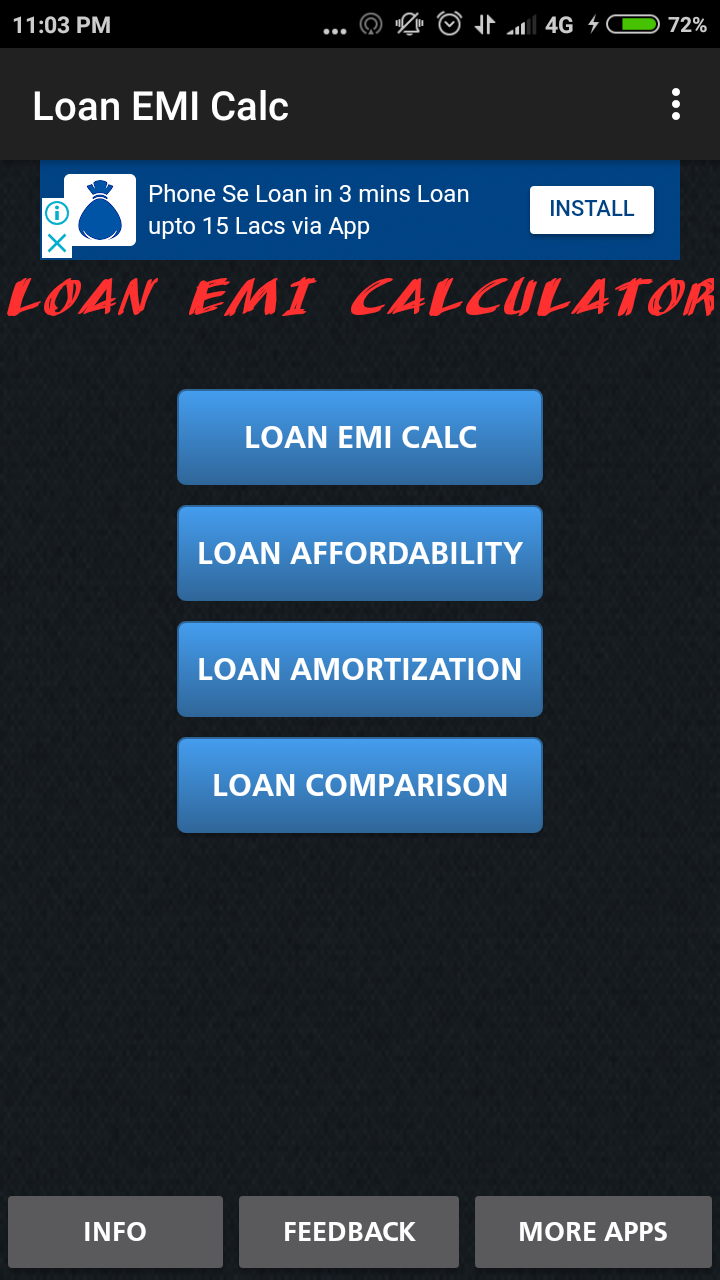 11:03 PM
4G
72%
Loan EMI Calc
Phone Se Loan in 3 mins Loan
upto 15 Lacs via App
INSTALL
LOAN EMI CALCULATOR
LOAN EMI CALC
LOAN AFFORDABILITY
LOAN AMORTIZATION
LOAN COMPARISON
INFO
FEEDBACK
MORE APPS